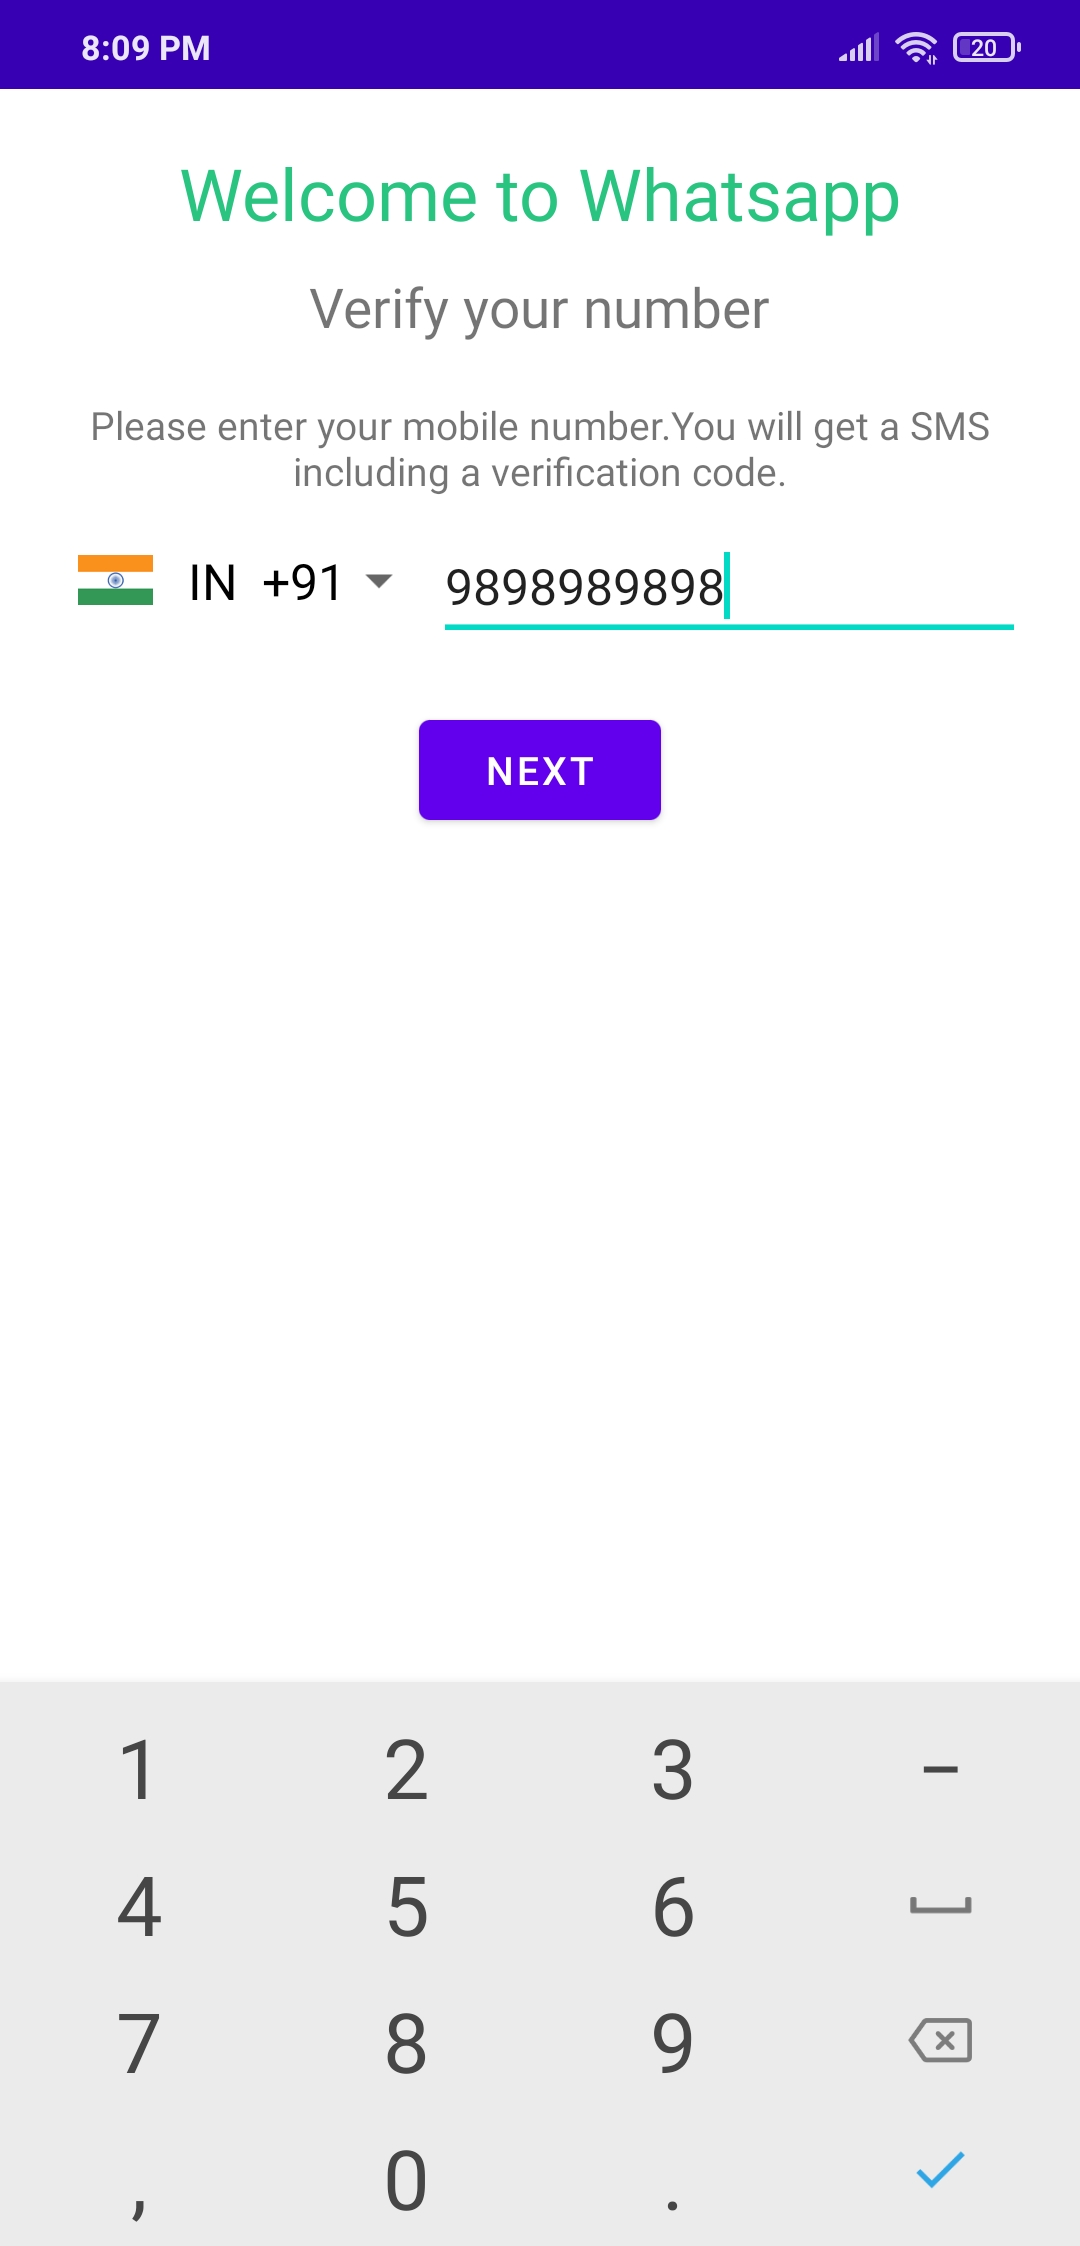 8:09 PM 20
Welcome to Whatsapp
Verify your number
Please enter your mobile number.You will get a SMS
including a verification code.
IN +91 9898989898
NEXT
1 2 3 –
4 5 6
7 8 9
, 0 .